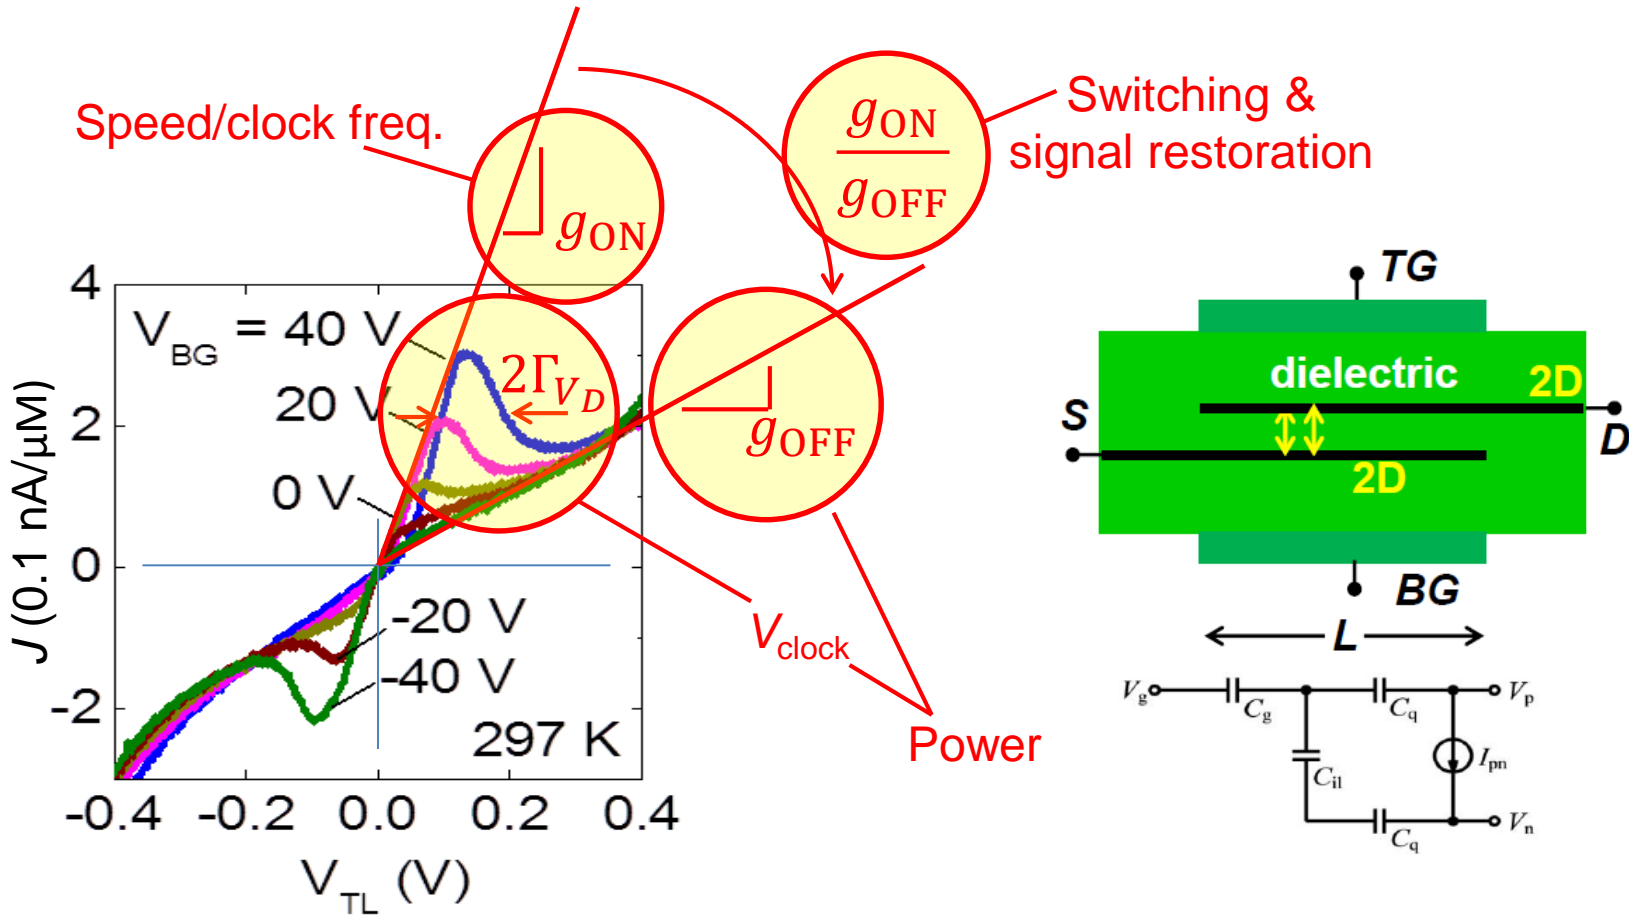 Speed/clock freq.
g_ON
g_ON
g_OFF
Switching &
signal restoration
4
2
0
-2
J (0.1 nA/µM)
V_BG = 40 V
20 V
0 V
-20 V
-40 V
297 K
2Γ_V_D
g_OFF
-0.4 -0.2 0.0 0.2 0.4
V_TL (V)
V_clock
Power
TG
dielectric
2D
S
D
2D
BG
L
V_g
C_g
C_q
V_p
C_il
I_pn
C_q
V_n